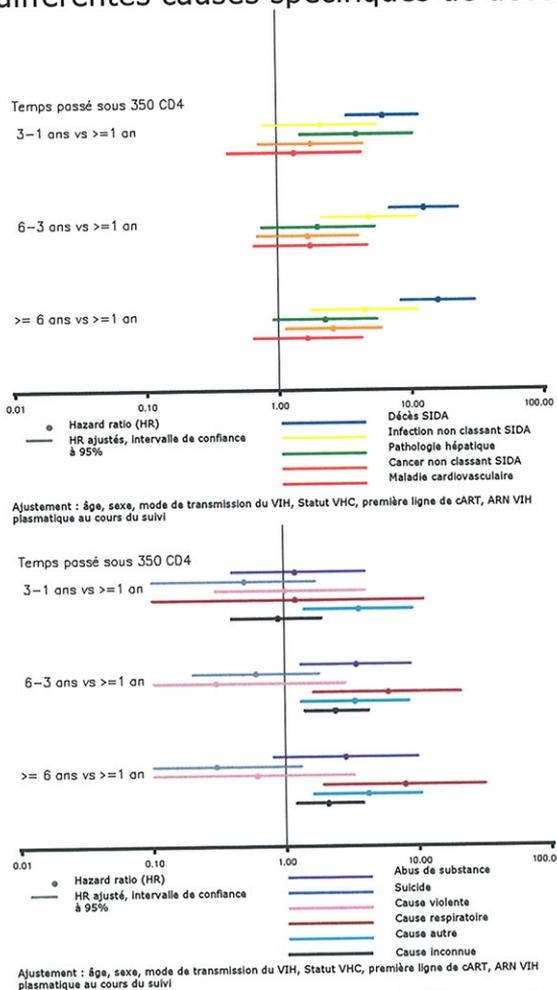 différentes causes spécifiques de
Temps passé sous 350 CD4
3-1 ans vs >=1 an
6-3 ans vs >=1 an
>= 6 ans vs >=1 an
0.01 0.10 1.00 10.00 100.00
Hazard ratio (HR)
HR ajustés, intervalle de confiance
à 95%
Décès SIDA
Infection non classant SIDA
Pathologie hépatique
Cancer non classant SIDA
Maladie cardiovasculaire
Ajustement : âge, sexe, mode de transmission du VIH, Statut VHC, première ligne de cART, ARN VIH
plasmatique au cours du suivi
Temps passé sous 350 CD4
3-1 ans vs >=1 an
6-3 ans vs >=1 an
>= 6 ans vs >=1 an
0.01 0.10 1.00 10.00 100.0
Hazard ratio (HR)
HR ajusté, intervalle de confiance
à 95%
Abus de substance
Suicide
Cause violente
Cause respiratoire
Cause autre
Cause inconnue
Ajustement : âge, sexe, mode de transmission du VIH, Statut VHC, première ligne de cART, ARN VIH
plasmatique au cours du suivi